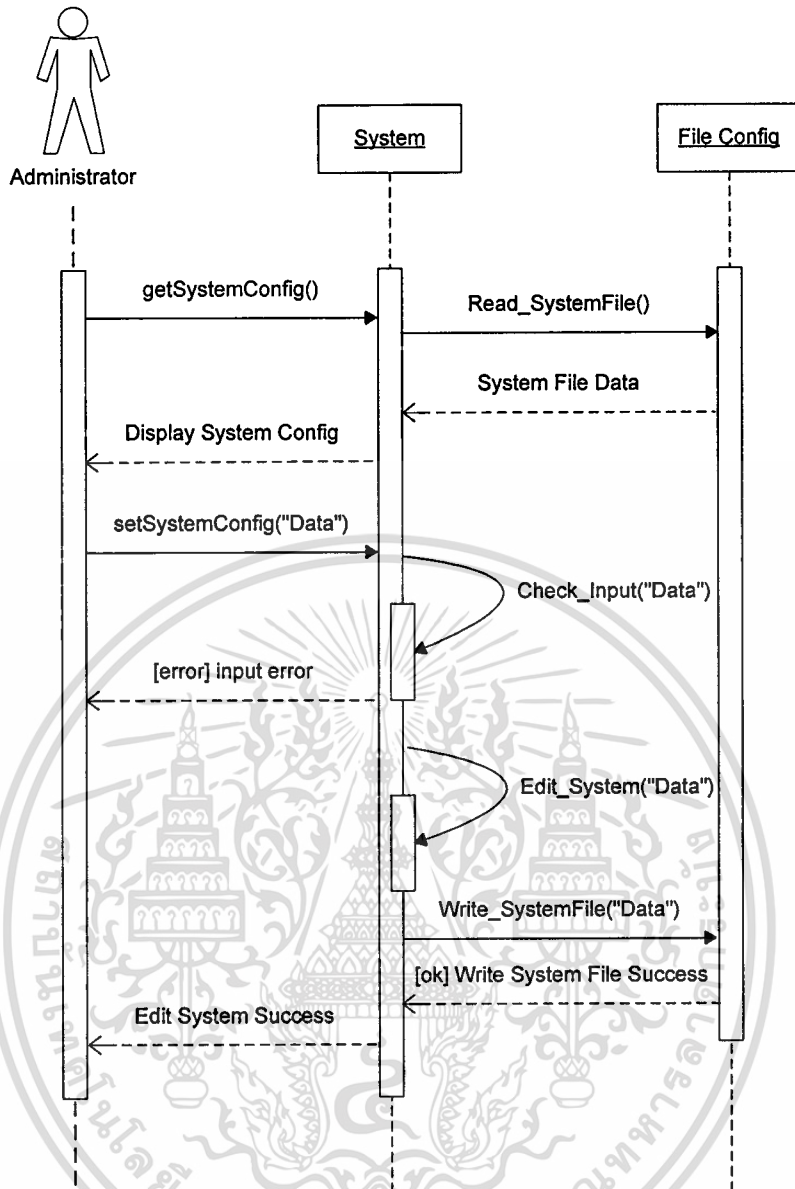 Administrator
System
File Config
getSystemConfig()
Read_SystemFile()
System File Data
Display System Config
setSystemConfig("Data")
Check_Input("Data")
[error] input error
Edit_System("Data")
Write_SystemFile("Data")
[ok] Write System File Success
Edit System Success